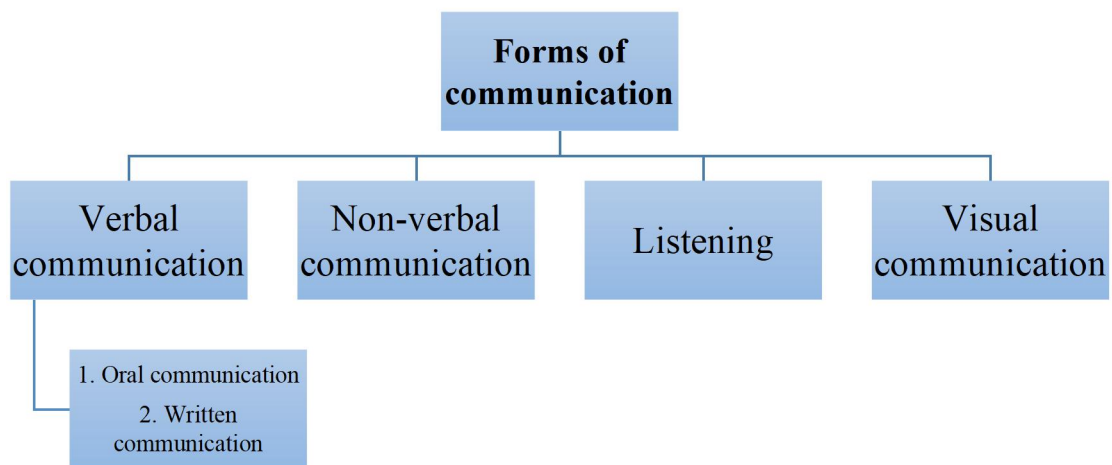 Forms of
communication
Verbal
communication
Non-verbal
communication
Listening
Visual
communication
1. Oral communication
2. Written
communication